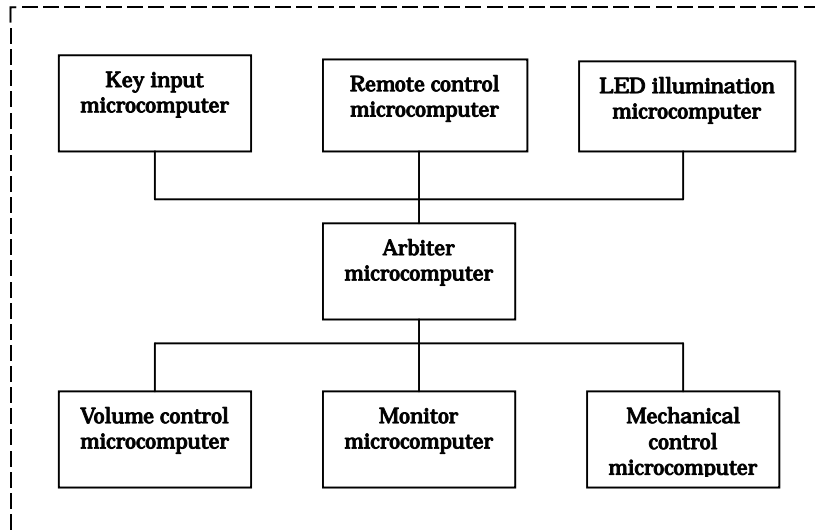 Key input
microcomputer
Remote control
microcomputer
LED illumination
microcomputer
Arbiter
microcomputer
Volume control
microcomputer
Monitor
microcomputer
Mechanical
control
microcomputer